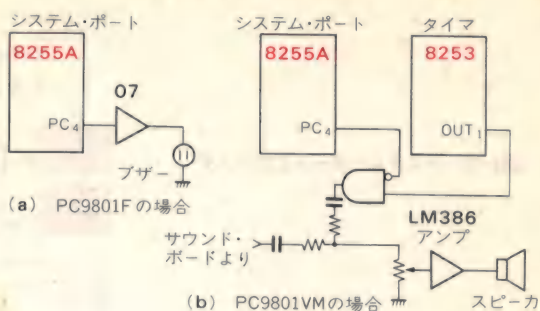 システム・ポート
8255A
PC4
07
ブザー
(a) PC9801Fの場合
システム・ポート
8255A
PC4
タイマ
8253
OUT1
LM386
アンプ
サウンド・
ボードより
スピーカ
(b) PC9801VMの場合